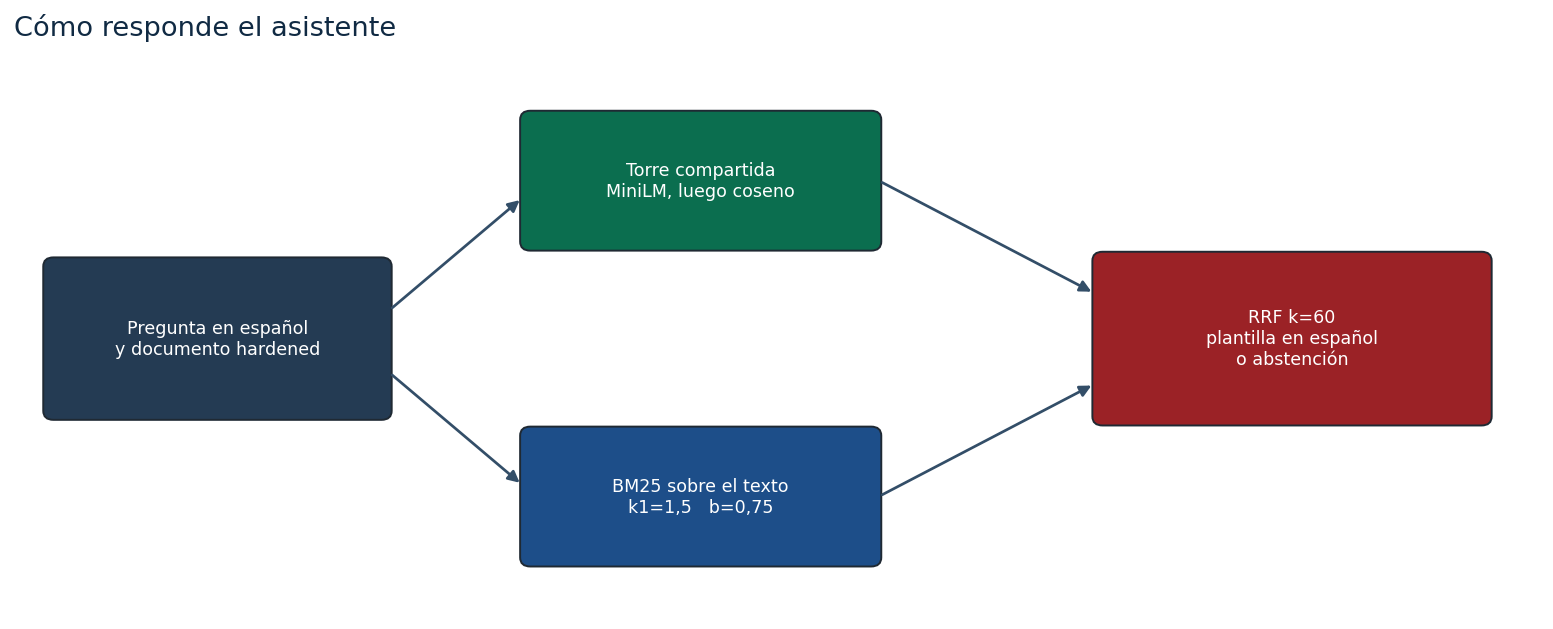 Cómo responde el asistente
Pregunta en español
y documento hardened
Torre compartida
MiniLM, luego coseno
BM25 sobre el texto
k1=1,5   b=0,75
RRF k=60
plantilla en español
o abstención